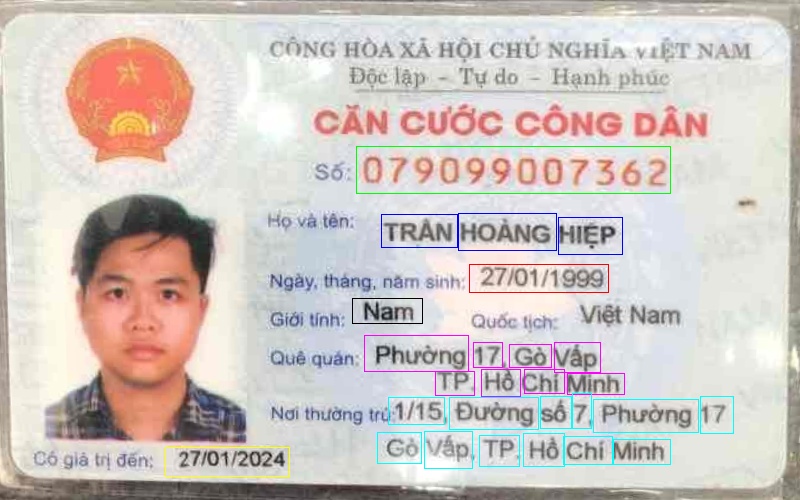 CỘNG HÒA XÃ HỘI CHỦ NGHĨA VIỆT NAM
Độc lập - Tự do - Hạnh phúc
CĂN CƯỚC CÔNG DÂN
Số: 079099007362
Họ và tên: TRẦN HOÀNG HIỆP
Ngày, tháng, năm sinh: 27/01/1999
Giới tính: Nam Quốc tịch: Việt Nam
Quê quán: Phường 17, Gò Vấp
TP. Hồ Chí Minh
Nơi thường trú: 1/15, Đường số 7, Phường 17
Gò Vấp, TP. Hồ Chí Minh
Có giá trị đến: 27/01/2024